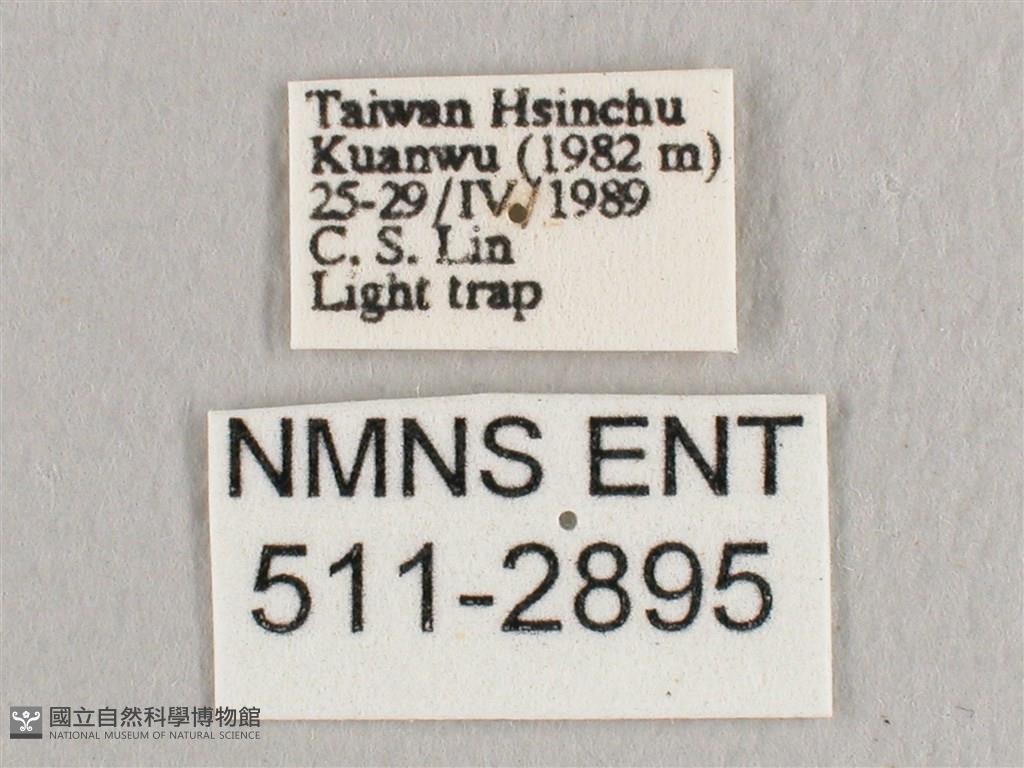 Taiwan Hsinchu
Kuanwu (1982 m)
25-29/IV/1989
C. S. Lin
Light trap
NMNS ENT
511-2895
國立自然科學博物館
NATIONAL MUSEUM OF NATURAL SCIENCE